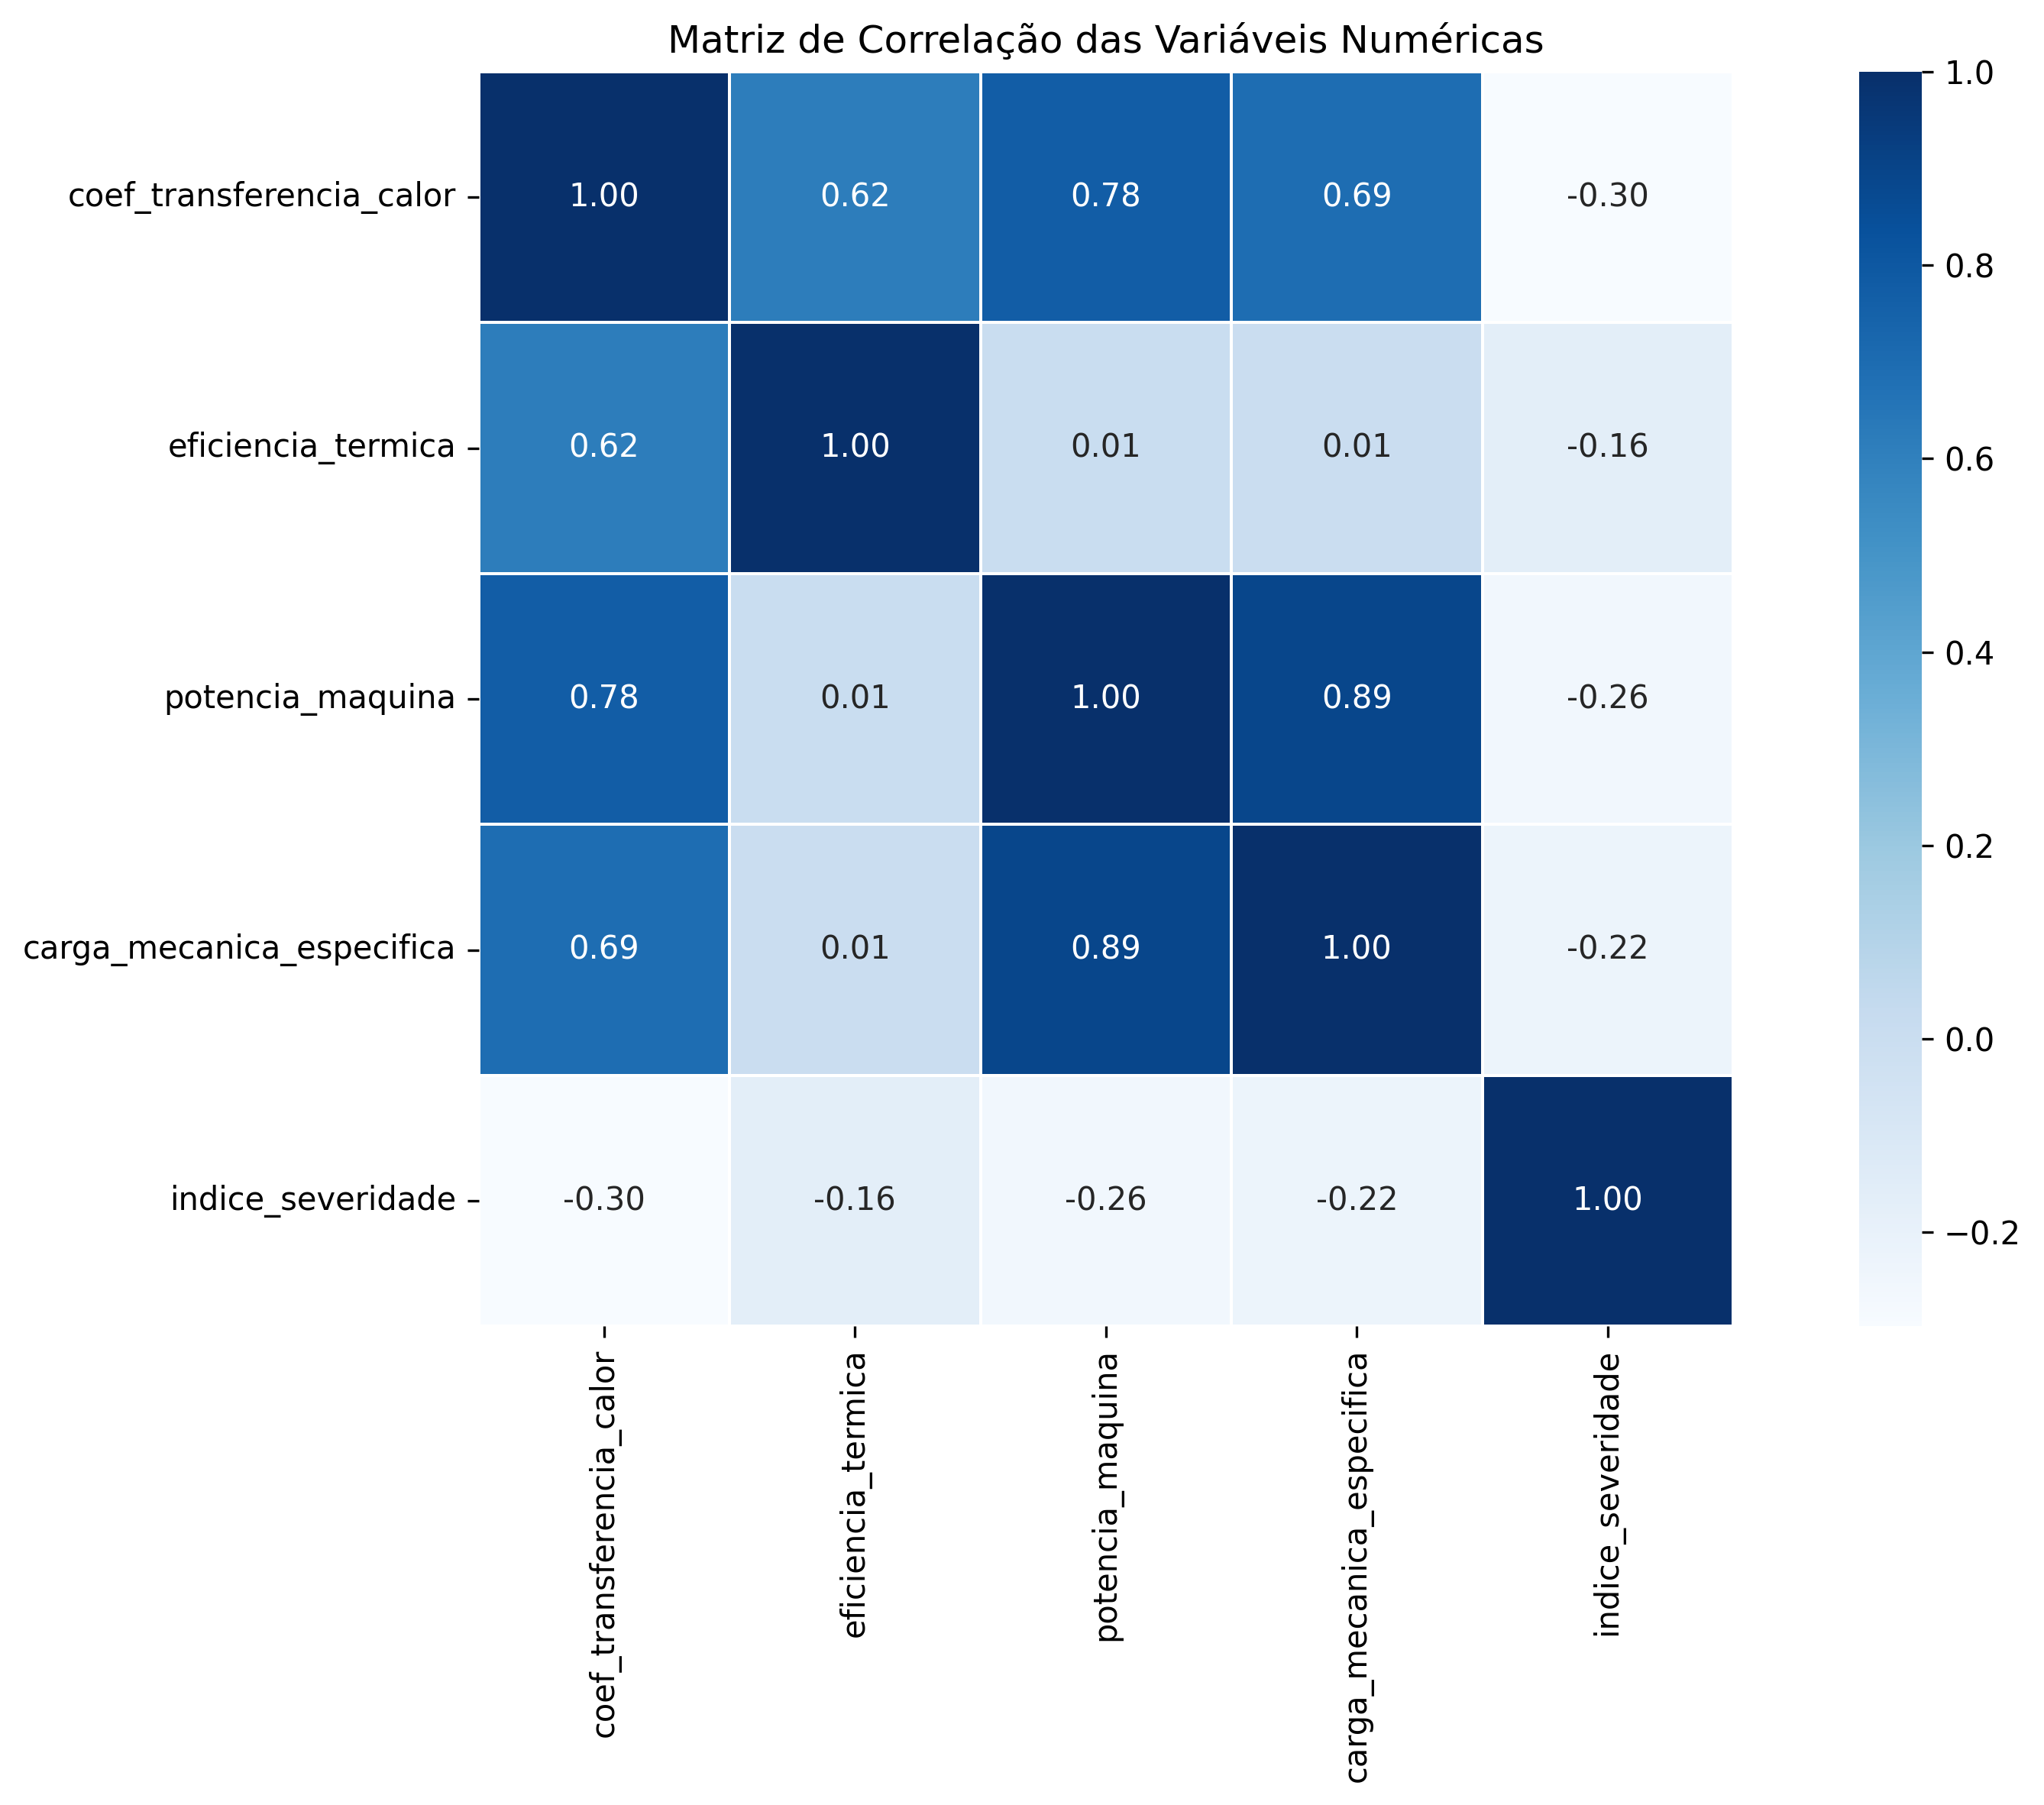 Matriz de Correlação das Variáveis Numéricas
coef_transferencia_calor 1.00 0.62 0.78 0.69 -0.30
eficiencia_termica 0.62 1.00 0.01 0.01 -0.16
potencia_maquina 0.78 0.01 1.00 0.89 -0.26
carga_mecanica_especifica 0.69 0.01 0.89 1.00 -0.22
indice_severidade -0.30 -0.16 -0.26 -0.22 1.00
coef_transferencia_calor
eficiencia_termica
potencia_maquina
carga_mecanica_especifica
indice_severidade
1.0
0.8
0.6
0.4
0.2
0.0
−0.2